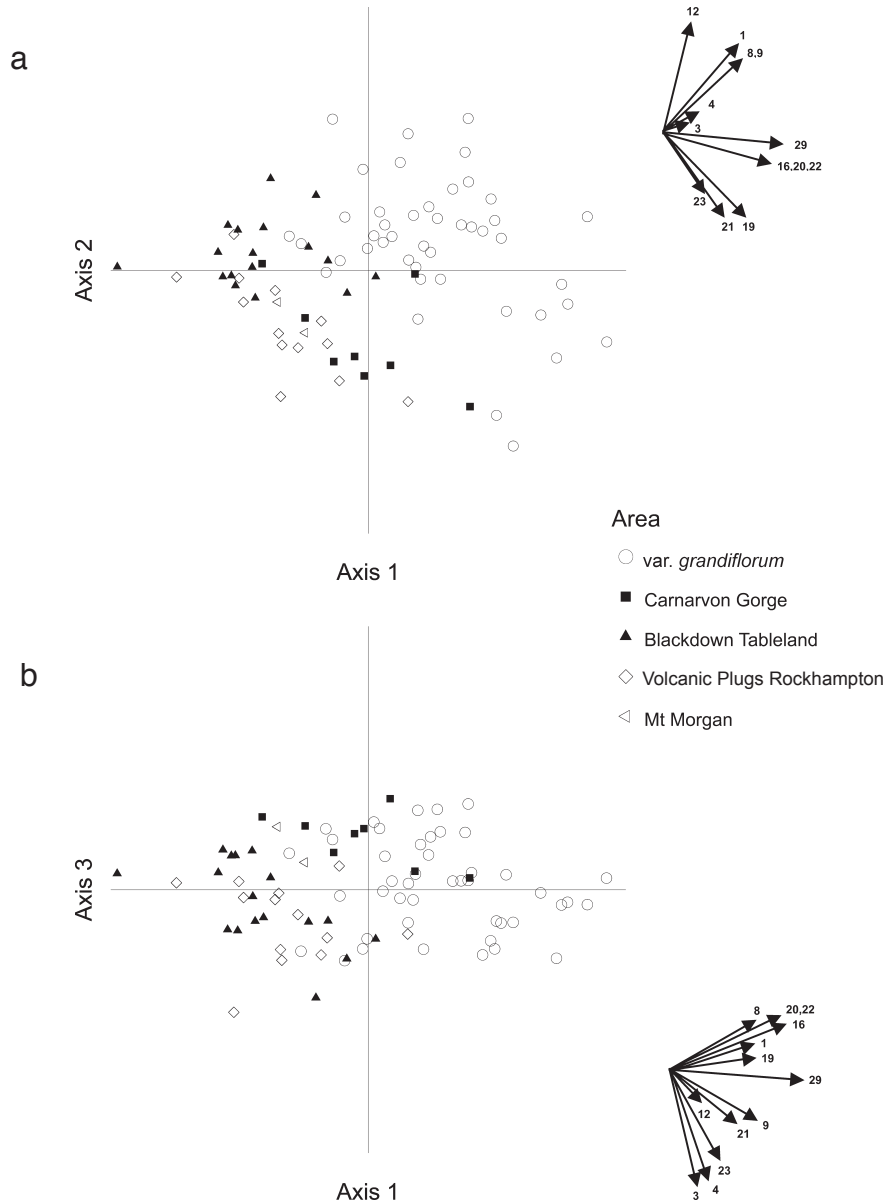 a
12
1
8,9
4
3
29
16,20,22
23
21 19
Axis 2
Axis 1
Area
var. grandiflorum
Carnarvon Gorge
Blackdown Tableland
Volcanic Plugs Rockhampton
Mt Morgan
b
Axis 3
8
20,22
16
1
19
29
12
9
21
23
3 4
Axis 1